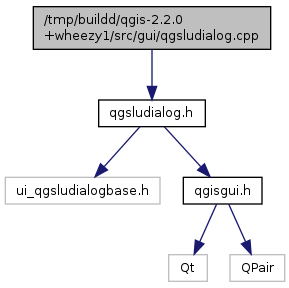 /tmp/buildd/qgis-2.2.0
+wheezy1/src/gui/qgsludialog.cpp
qgsludialog.h
ui_qgsludialogbase.h
qgisgui.h
Qt
QPair